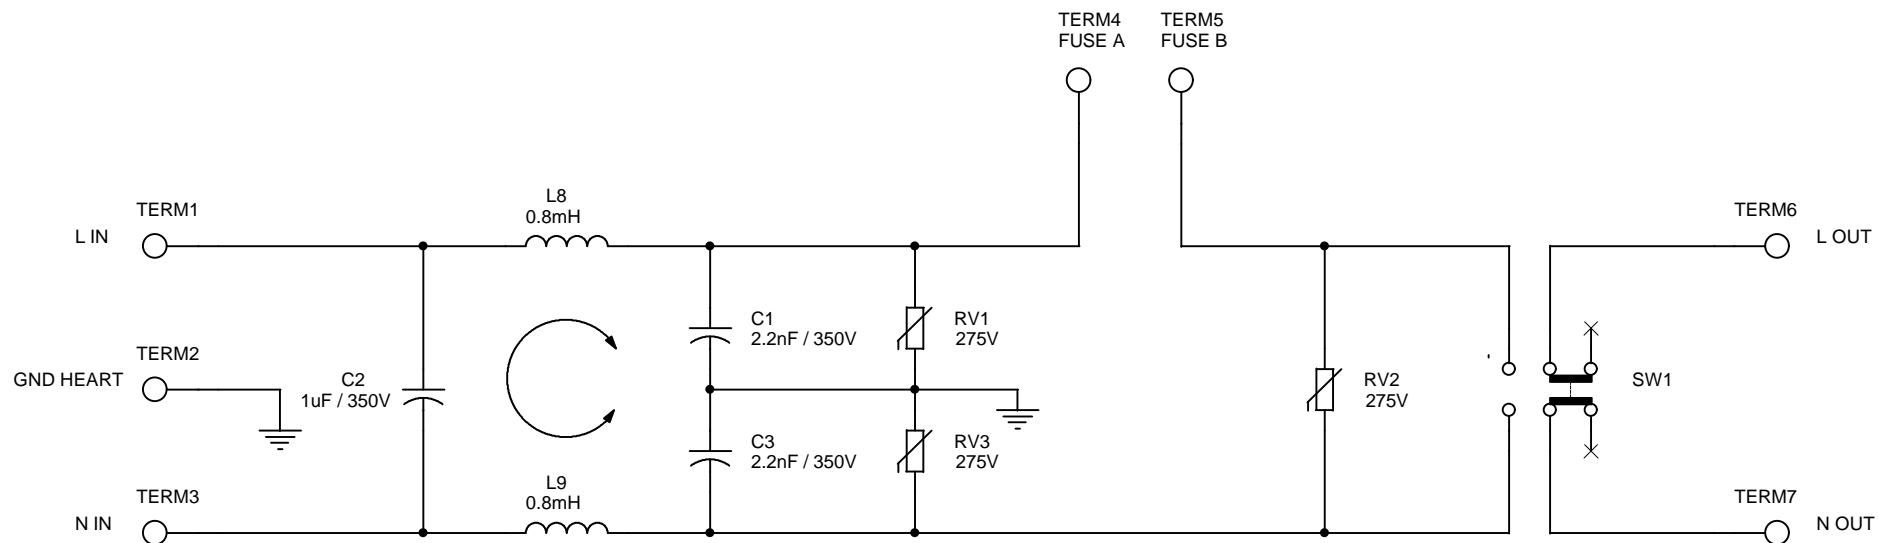 TERM4
FUSE A
TERM5
FUSE B
L8
0.8mH
TERM1
L IN
TERM6
L OUT
C1
2.2nF / 350V
RV1
275V
TERM2
GND HEART
C2
1uF / 350V
RV2
275V
SW1
C3
2.2nF / 350V
RV3
275V
L9
0.8mH
TERM3
N IN
TERM7
N OUT